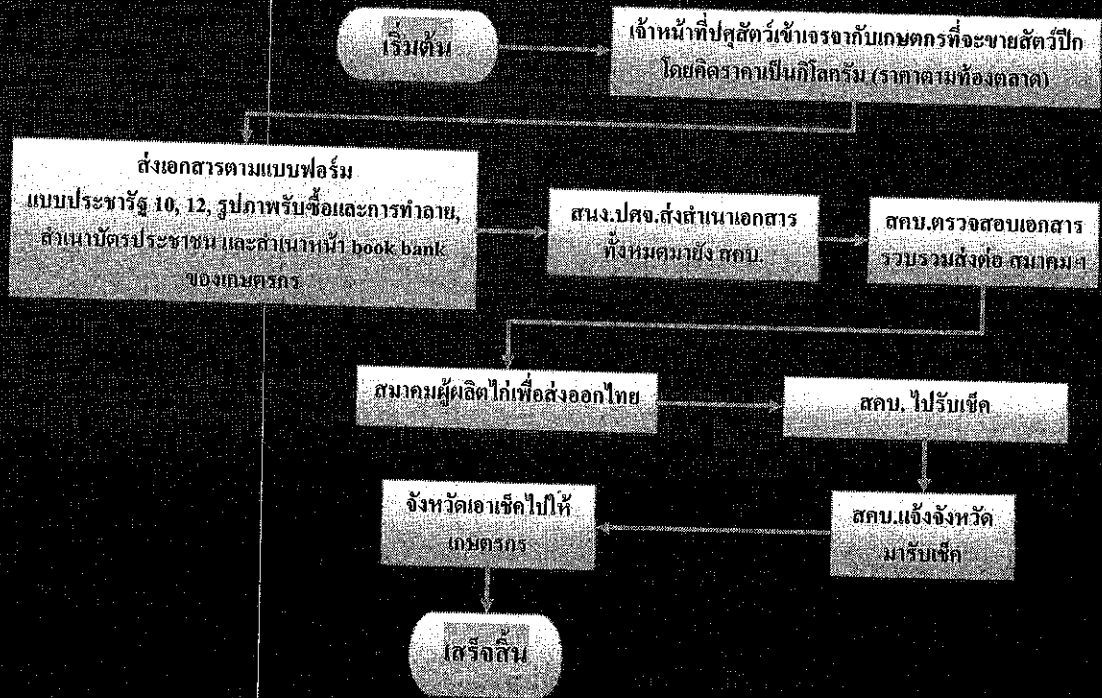 เริ่มต้น
เจ้าหน้าที่ปศุสัตว์เข้าเจรจากับเกษตกรที่จะขายสัตว์ปีก
โดยคิดราคาเป็นกิโลกรัม (ราคาตามท้องตลาด)
ส่งเอกสารตามแบบฟอร์ม
แบบประชารัฐ 10, 12, รูปภาพรับซื้อและการทำลาย,
สำเนาบัตรประชาชน และสำเนาหน้า book bank
ของเกษตรกร
สนง.ปศจ.ส่งสำเนาเอกสาร
ทั้งหมดมายัง สคบ.
สคบ.ตรวจสอบเอกสาร
รวบรวมส่งต่อ สมาคมฯ
สมาคมผู้ผลิตไก่เพื่อส่งออกไทย
สคบ. ไปรับเช็ค
สคบ.แจ้งจังหวัด
มารับเช็ค
จังหวัดเอาเช็คไปให้
เกษตรกร
เสร็จสิ้น